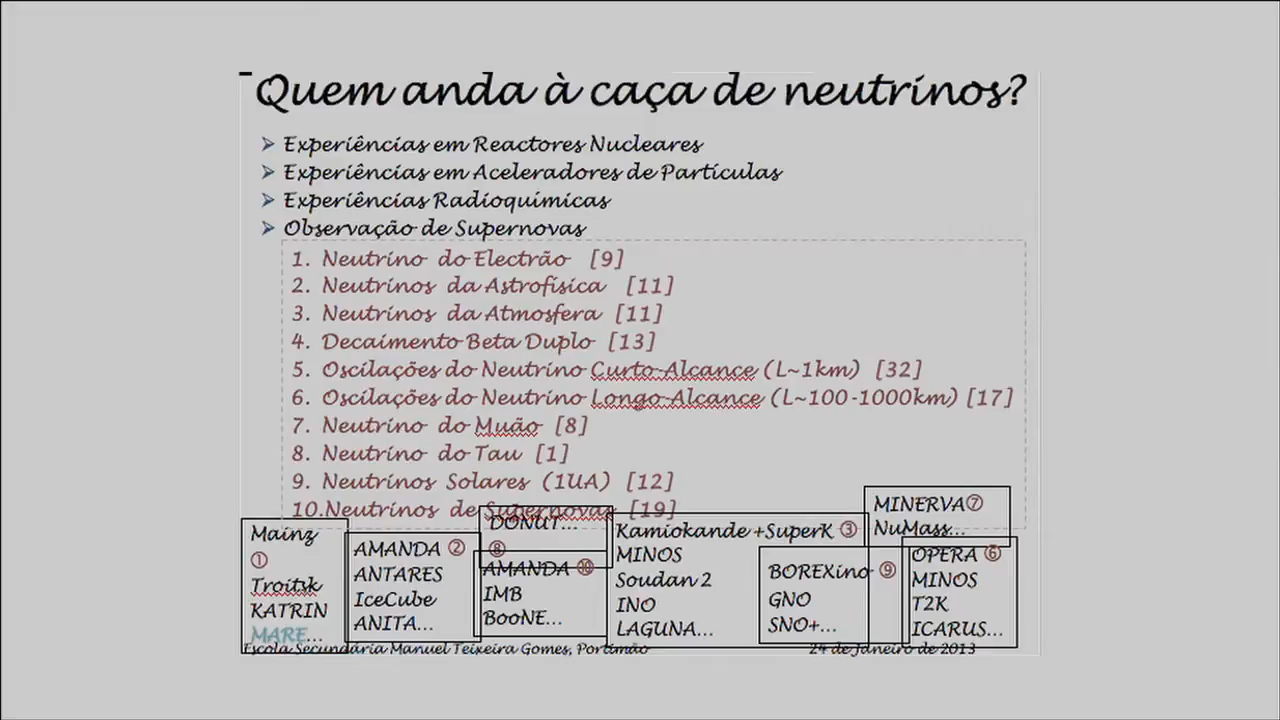 Quem anda à caça de neutrinos?
Experiências em Reactores Nucleares
Experiências em Aceleradores de Partículas
Experiências Radioquímicas
Observação de Supernovas
1. Neutrino do Electrão [9]
2. Neutrinos da Astrofísica [11]
3. Neutrinos da Atmosfera [11]
4. Decaimento Beta Duplo [13]
5. Oscilações do Neutrino Curto-Alcance (L~1km) [32]
6. Oscilações do Neutrino Longo-Alcance (L~100-1000km) [17]
7. Neutrino do Muão [8]
8. Neutrino do Tau [1]
9. Neutrinos Solares (1UA) [12]
10.Neutrinos de Supernovas [19]
Mainz
①
Troitsk
KATRIN
MARE...
AMANDA ②
ANTARES
IceCube
ANITA...
DONUT...
⑧
AMANDA ⑩
IMB
BooNE...
Kamiokande +SuperK ③
MINOS
Soudan 2
INO
LAGUNA...
BOREXino ⑨
GNO
SNO+...
MINERVA⑦
NuMass...
OPERA ⑥
MINOS
T2K
ICARUS...
Escola Secundária Manuel Teixeira Gomes, Portimão
24 de Janeiro de 2013